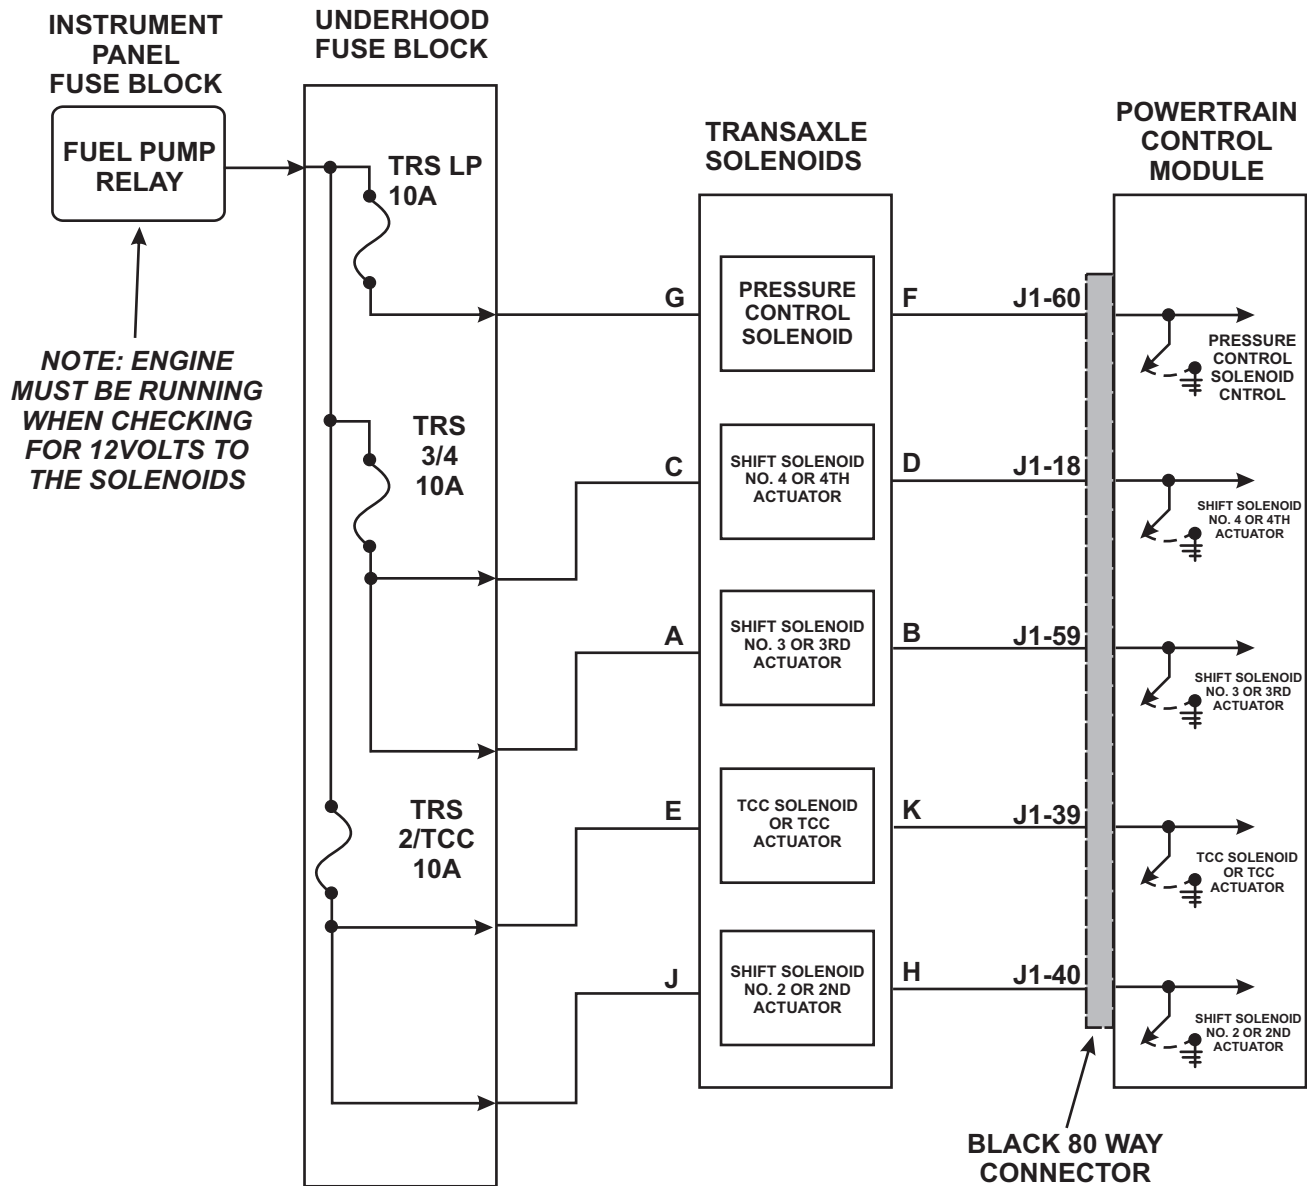 INSTRUMENT
PANEL
FUSE BLOCK
UNDERHOOD
FUSE BLOCK
FUEL PUMP
RELAY
NOTE: ENGINE
MUST BE RUNNING
WHEN CHECKING
FOR 12VOLTS TO
THE SOLENOIDS
TRS LP
10A
TRS
3/4
10A
TRS
2/TCC
10A
TRANSAXLE
SOLENOIDS
G
PRESSURE
CONTROL
SOLENOID
F
J1-60
C
SHIFT SOLENOID
NO. 4 OR 4TH
ACTUATOR
D
J1-18
A
SHIFT SOLENOID
NO. 3 OR 3RD
ACTUATOR
B
J1-59
E
TCC SOLENOID
OR TCC
ACTUATOR
K
J1-39
J
SHIFT SOLENOID
NO. 2 OR 2ND
ACTUATOR
H
J1-40
POWERTRAIN
CONTROL
MODULE
PRESSURE
CONTROL
SOLENOID
CNTROL
SHIFT SOLENOID
NO. 4 OR 4TH
ACTUATOR
SHIFT SOLENOID
NO. 3 OR 3RD
ACTUATOR
TCC SOLENOID
OR TCC
ACTUATOR
SHIFT SOLENOID
NO. 2 OR 2ND
ACTUATOR
BLACK 80 WAY
CONNECTOR